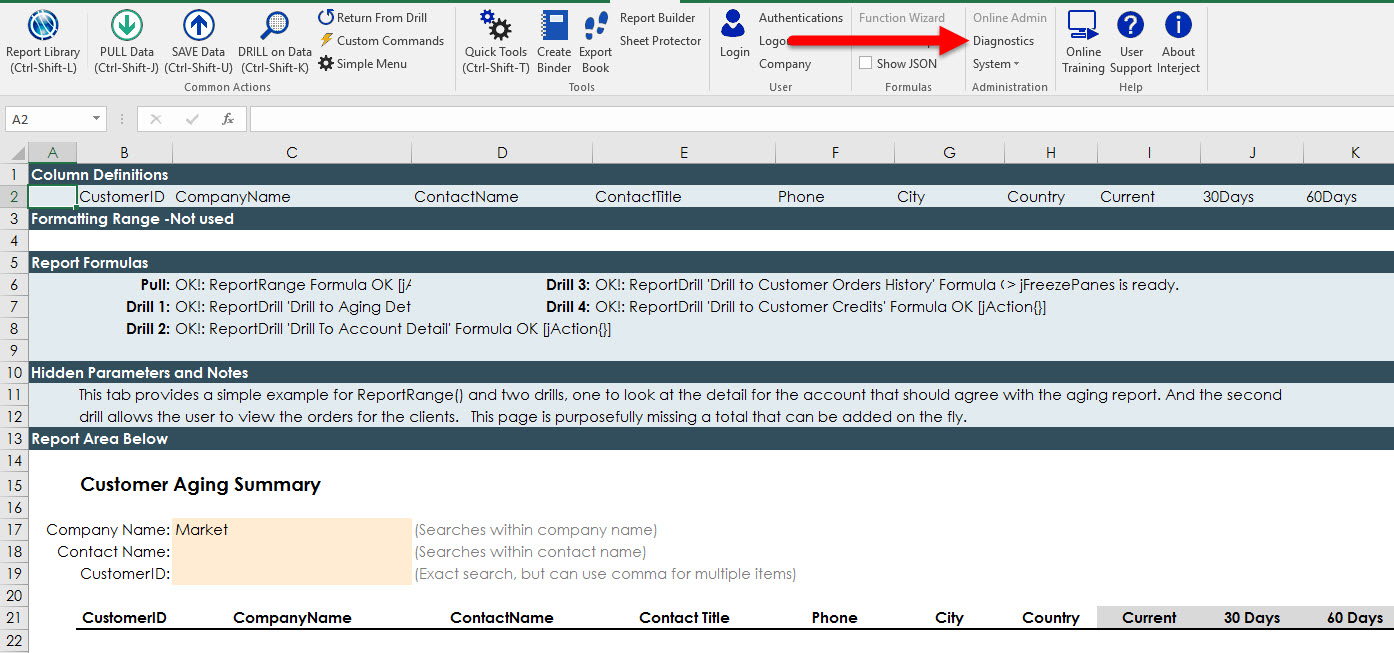 Report Library (Ctrl-Shift-L)
PULL Data (Ctrl-Shift-J)
SAVE Data (Ctrl-Shift-U)
DRILL on Data (Ctrl-Shift-K)
Return From Drill
Custom Commands
Simple Menu
Common Actions
Quick Tools (Ctrl-Shift-T)
Create Binder
Export Book
Report Builder
Sheet Protector
Tools
Login
Authentications
Logo
Company
User
Function Wizard
Show JSON
Formulas
Online Admin
Diagnostics
System
Administration
Online Training
User Support
About Interject
Help
A2
fx
A B C D E F G H I J K
1 Column Definitions
2 CustomerID CompanyName ContactName ContactTitle Phone City Country Current 30Days 60Days
3 Formatting Range -Not used
4
5 Report Formulas
6 Pull: OK!: ReportRange Formula OK [jA Drill 3: OK!: ReportDrill 'Drill to Customer Orders History' Formula (> jFreezePanes is ready.
7 Drill 1: OK!: ReportDrill 'Drill to Aging Det Drill 4: OK!: ReportDrill 'Drill to Customer Credits' Formula OK [jAction{}]
8 Drill 2: OK!: ReportDrill 'Drill To Account Detail' Formula OK [jAction{}]
9
10 Hidden Parameters and Notes
11 This tab provides a simple example for ReportRange() and two drills, one to look at the detail for the account that should agree with the aging report. And the second
12 drill allows the user to view the orders for the clients. This page is purposefully missing a total that can be added on the fly.
13 Report Area Below
14
15 Customer Aging Summary
16
17 Company Name: Market (Searches within company name)
18 Contact Name: (Searches within contact name)
19 CustomerID: (Exact search, but can use comma for multiple items)
20
21 CustomerID CompanyName ContactName Contact Title Phone City Country Current 30 Days 60 Days
22